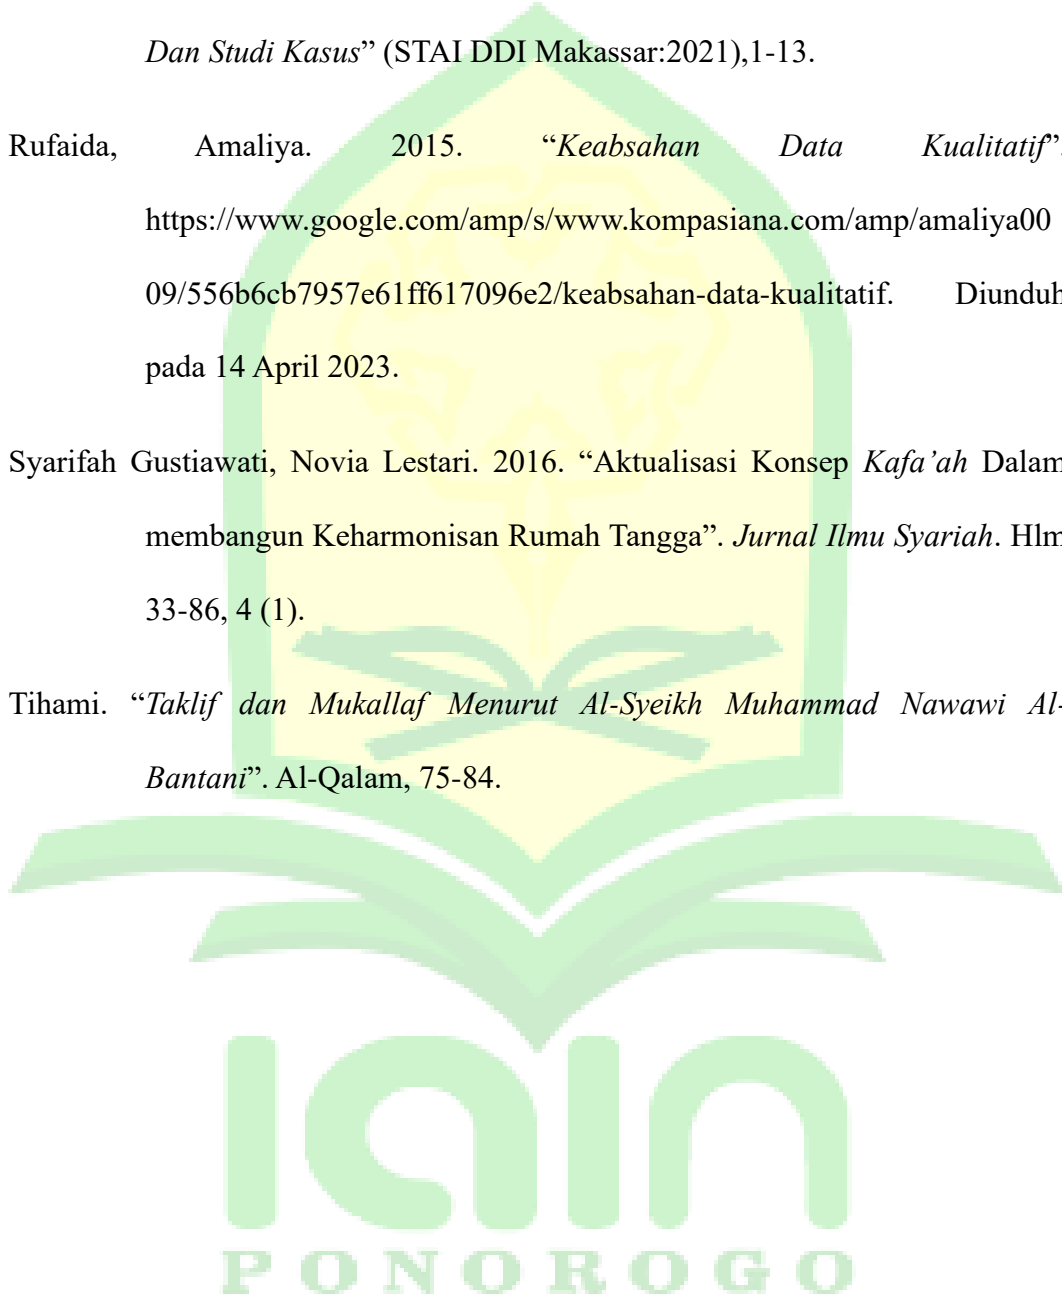 Dan Studi Kasus” (STAI DDI Makassar:2021),1-13.
Rufaida, Amaliya. 2015. “Keabsahan Data Kualitatif”.
https://www.google.com/amp/s/www.kompasiana.com/amp/amaliya00
09/556b6cb7957e61ff617096e2/keabsahan-data-kualitatif. Diunduh
pada 14 April 2023.
Syarifah Gustiawati, Novia Lestari. 2016. “Aktualisasi Konsep Kafa’ah Dalam
membangun Keharmonisan Rumah Tangga”. Jurnal Ilmu Syariah. Hlm
33-86, 4 (1).
Tihami. “Taklif dan Mukallaf Menurut Al-Syeikh Muhammad Nawawi Al-
Bantani”. Al-Qalam, 75-84.
iain
PONOROGO